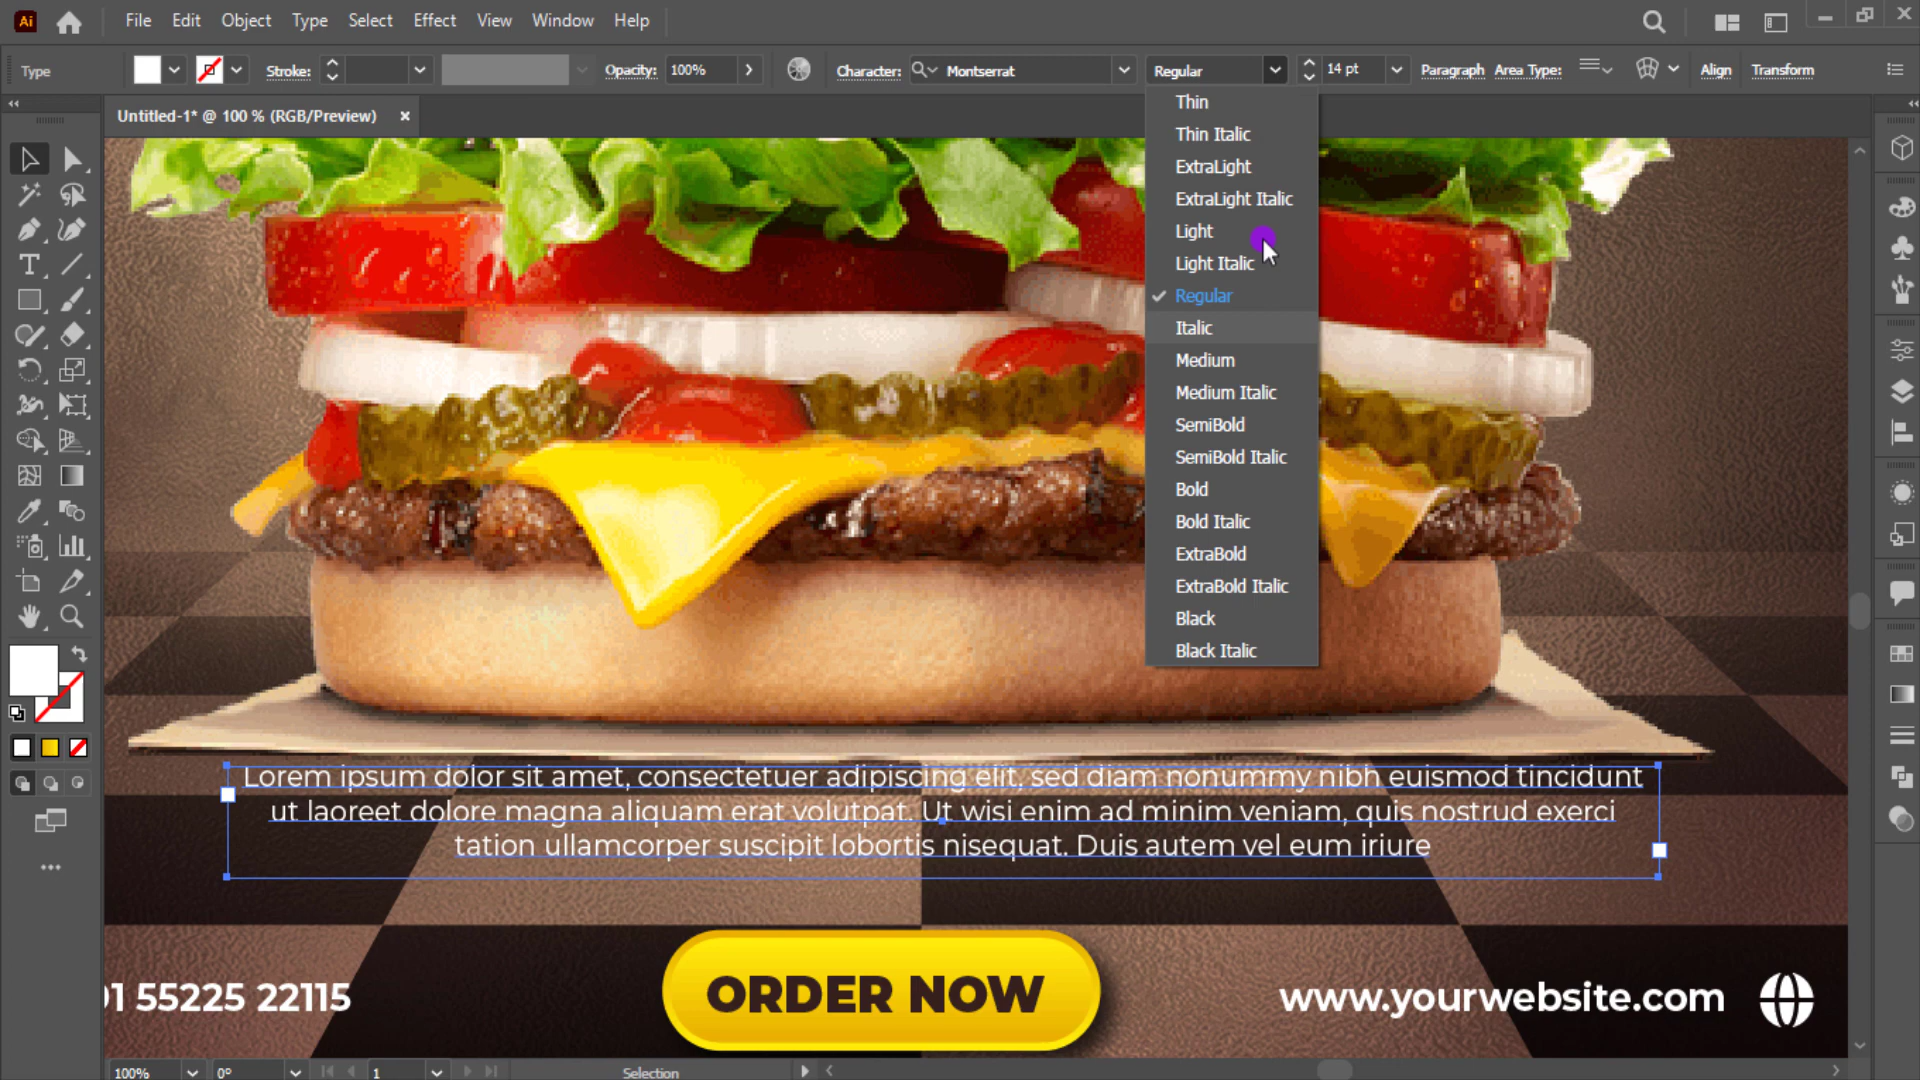 Ai File Edit Object Type Select Effect View Window Help
Type Stroke: Opacity: 100% Character: Montserrat Regular 14 pt Paragraph Area Type: Align Transform
Untitled-1* @ 100 % (RGB/Preview)
Thin
Thin Italic
ExtraLight
ExtraLight Italic
Light
Light Italic
Regular
Italic
Medium
Medium Italic
SemiBold
SemiBold Italic
Bold
Bold Italic
ExtraBold
ExtraBold Italic
Black
Black Italic
Lorem ipsum dolor sit amet, consectetuer adipiscing elit, sed diam nonummy nibh euismod tincidunt
ut laoreet dolore magna aliquam erat volutpat. Ut wisi enim ad minim veniam, quis nostrud exerci
tation ullamcorper suscipit lobortis nisequat. Duis autem vel eum iriure
01 55225 22115
ORDER NOW
www.yourwebsite.com
100% 0° 1 Selection